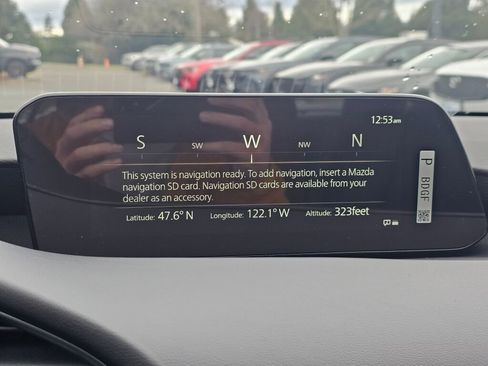 12:53am
S SW W NW N
This system is navigation ready. To add navigation, insert a Mazda
navigation SD card. Navigation SD cards are available from your
dealer as an accessory.
Latitude: 47.6° N Longitude: 122.1° W Altitude: 323feet
P BDGF